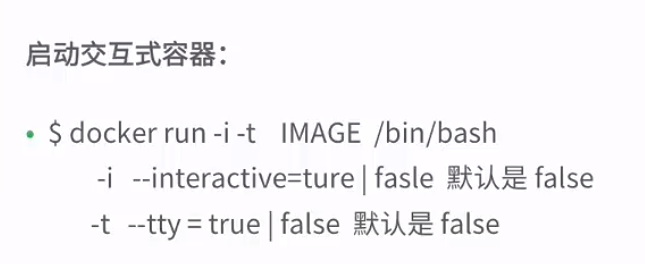 启动交互式容器：
• $ docker run -i -t IMAGE /bin/bash
-i --interactive=ture | fasle 默认是 false
-t --tty = true | false 默认是 false